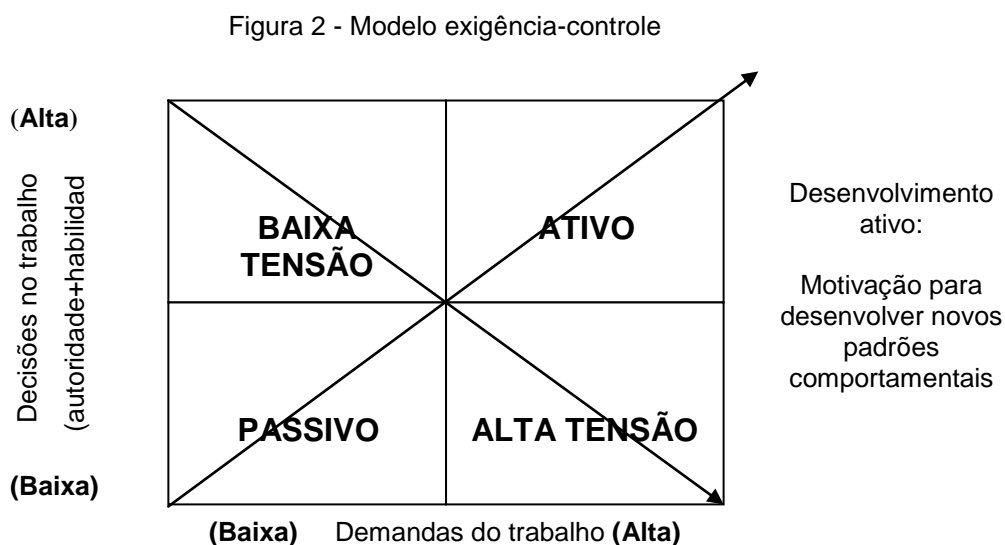 Figura 2 - Modelo exigência-controle
(Alta)
Decisões no trabalho
(autoridade+habilidad
(Baixa)
BAIXA
TENSÃO
ATIVO
PASSIVO
ALTA TENSÃO
Desenvolvimento
ativo:
Motivação para
desenvolver novos
padrões
comportamentais
(Baixa) Demandas do trabalho (Alta)